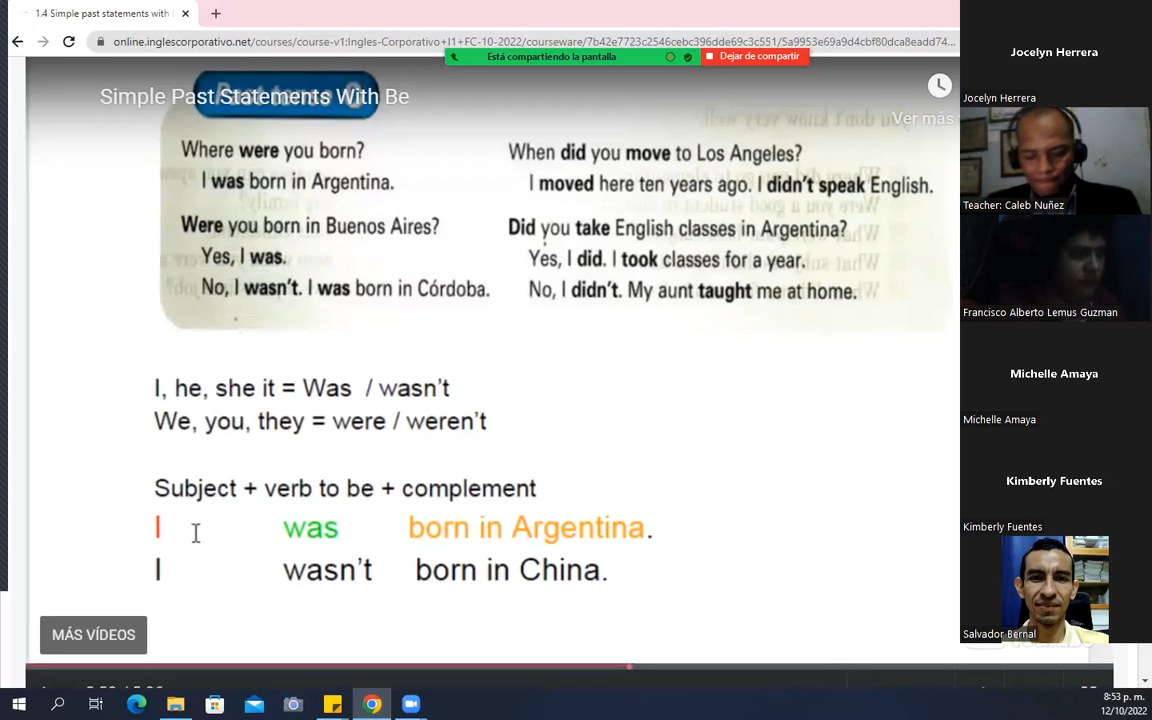 1.4 Simple past statements with
online.inglescorporativo.net/courses/course-v1:Ingles-Corporativo+I1+FC-10-2022/courseware/7b42e7723c2546cebc396dde69c3c551/5a9953e69a9d4cbf80dca8eadd74...
Está compartiendo la pantalla
Dejar de compartir
Simple Past Statements With Be
Ver más
Where were you born?
I was born in Argentina.
Were you born in Buenos Aires?
Yes, I was.
No, I wasn't. I was born in Córdoba.
When did you move to Los Angeles?
I moved here ten years ago. I didn't speak English.
Did you take English classes in Argentina?
Yes, I did. I took classes for a year.
No, I didn't. My aunt taught me at home.
I, he, she it = Was / wasn't
We, you, they = were / weren't
Subject + verb to be + complement
I was born in Argentina.
I wasn't born in China.
MÁS VÍDEOS
Jocelyn Herrera
Jocelyn Herrera
Teacher: Caleb Nuñez
Francisco Alberto Lemus Guzman
Michelle Amaya
Michelle Amaya
Kimberly Fuentes
Kimberly Fuentes
Salvador Bernal
8:53 p. m.
12/10/2022